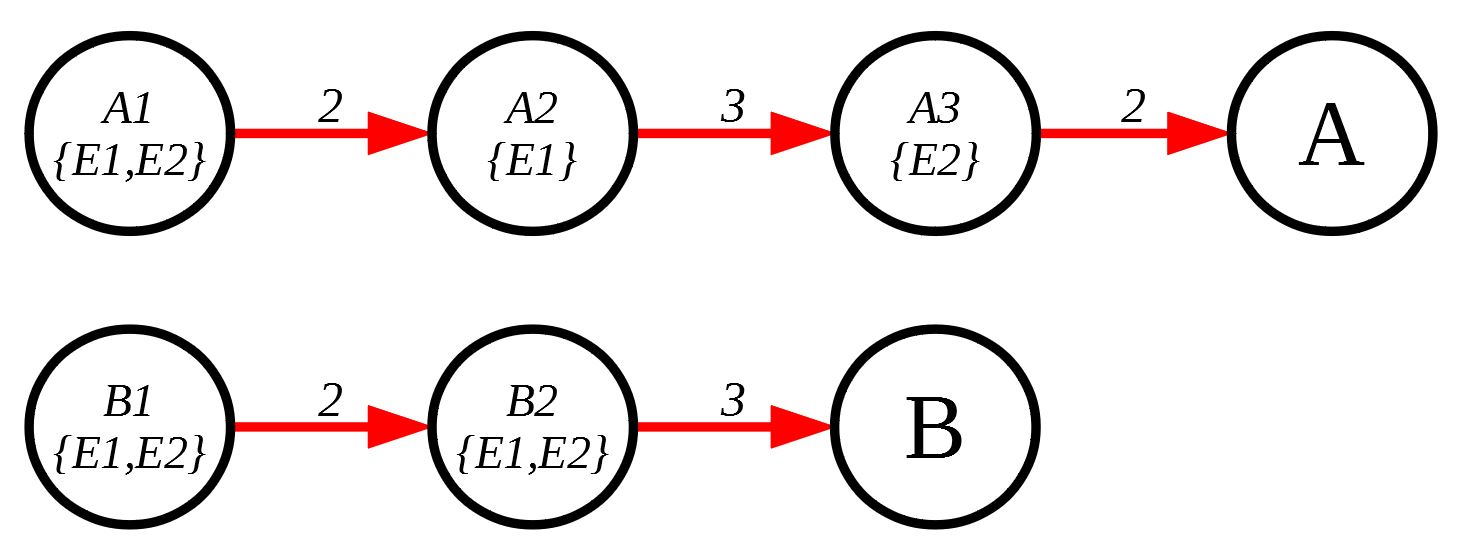 2
3
2
A1
A2
A3
A
{E1,E2}
{E1}
{E2}
2
3
B1
B2
B
{E1,E2}
{E1,E2}